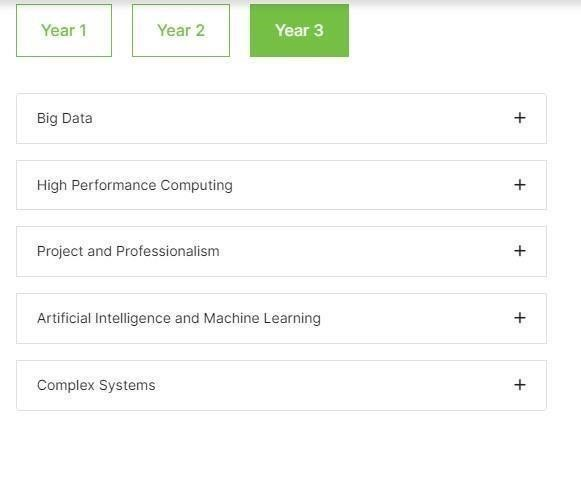 Year 1 Year 2 Year 3
Big Data +
High Performance Computing +
Project and Professionalism +
Artificial Intelligence and Machine Learning +
Complex Systems +